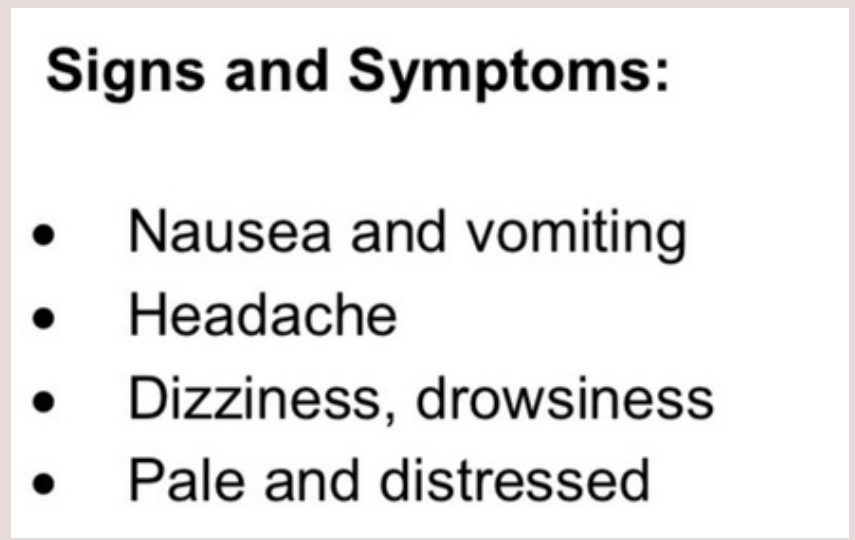 Signs and Symptoms:
• Nausea and vomiting
• Headache
• Dizziness, drowsiness
• Pale and distressed